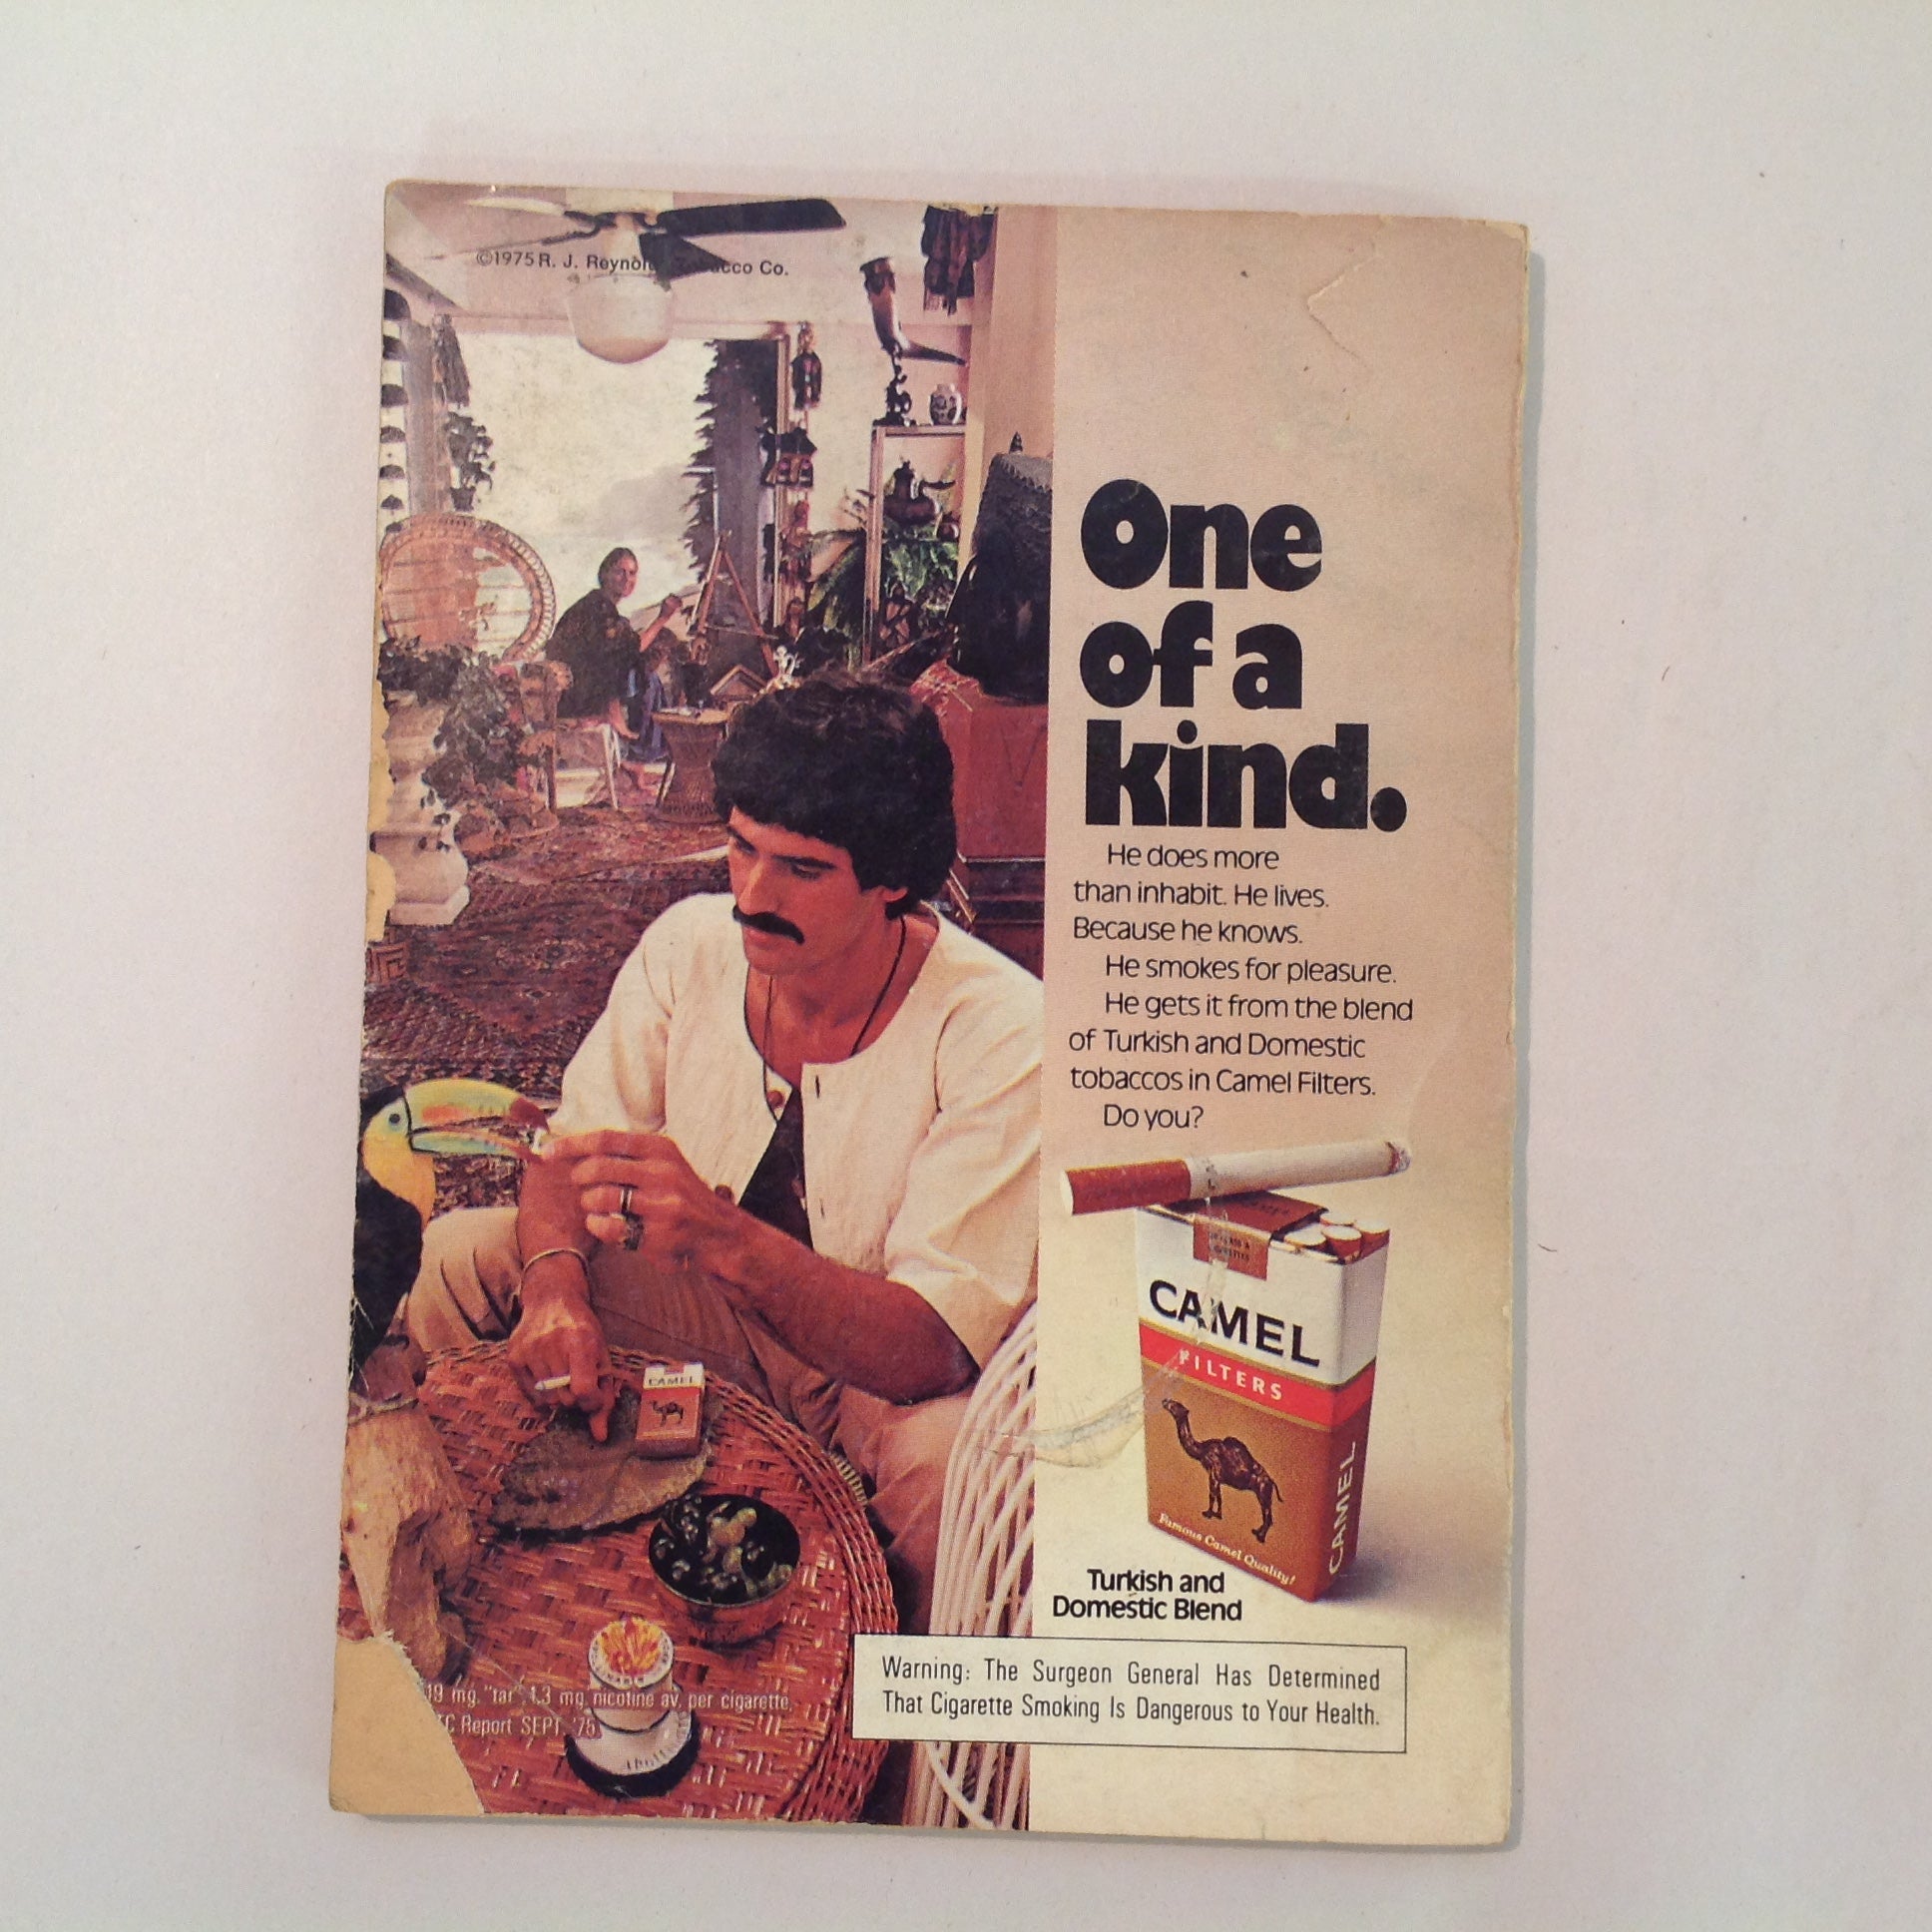 ©1975 R. J. Reynolds Tobacco Co.
One
of a
kind.
He does more
than inhabit. He lives.
Because he knows.
He smokes for pleasure.
He gets it from the blend
of Turkish and Domestic
tobaccos in Camel Filters.
Do you?
CAMEL
FILTERS
Famous Camel Quality!
CAMEL
CAMEL
Turkish and
Domestic Blend
Warning: The Surgeon General Has Determined
That Cigarette Smoking Is Dangerous to Your Health.
19 mg. "tar", 1.3 mg. nicotine av. per cigarette,
Report SEPT. '75.